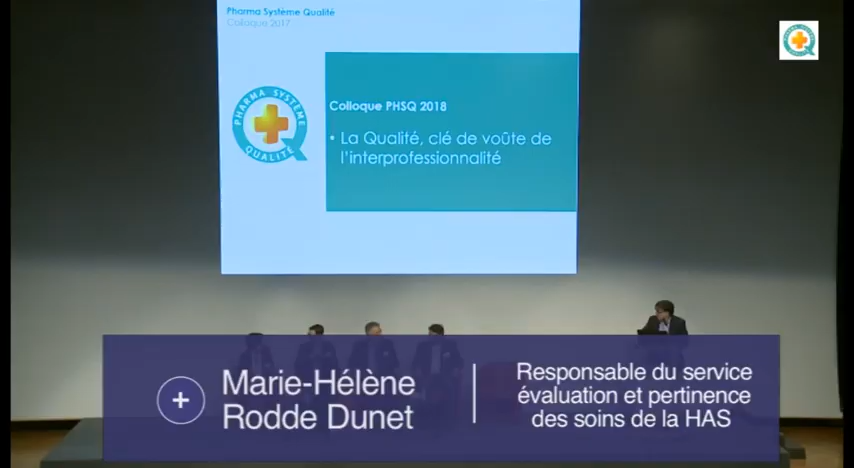 Pharma Système Qualité
Colloque 2017
PHARMA SYSTÈME
QUALITÉ
Colloque PHSQ 2018
• La Qualité, clé de voûte de
l'interprofessionnalité
Marie-Hélène
Rodde Dunet
Responsable du service
évaluation et pertinence
des soins de la HAS